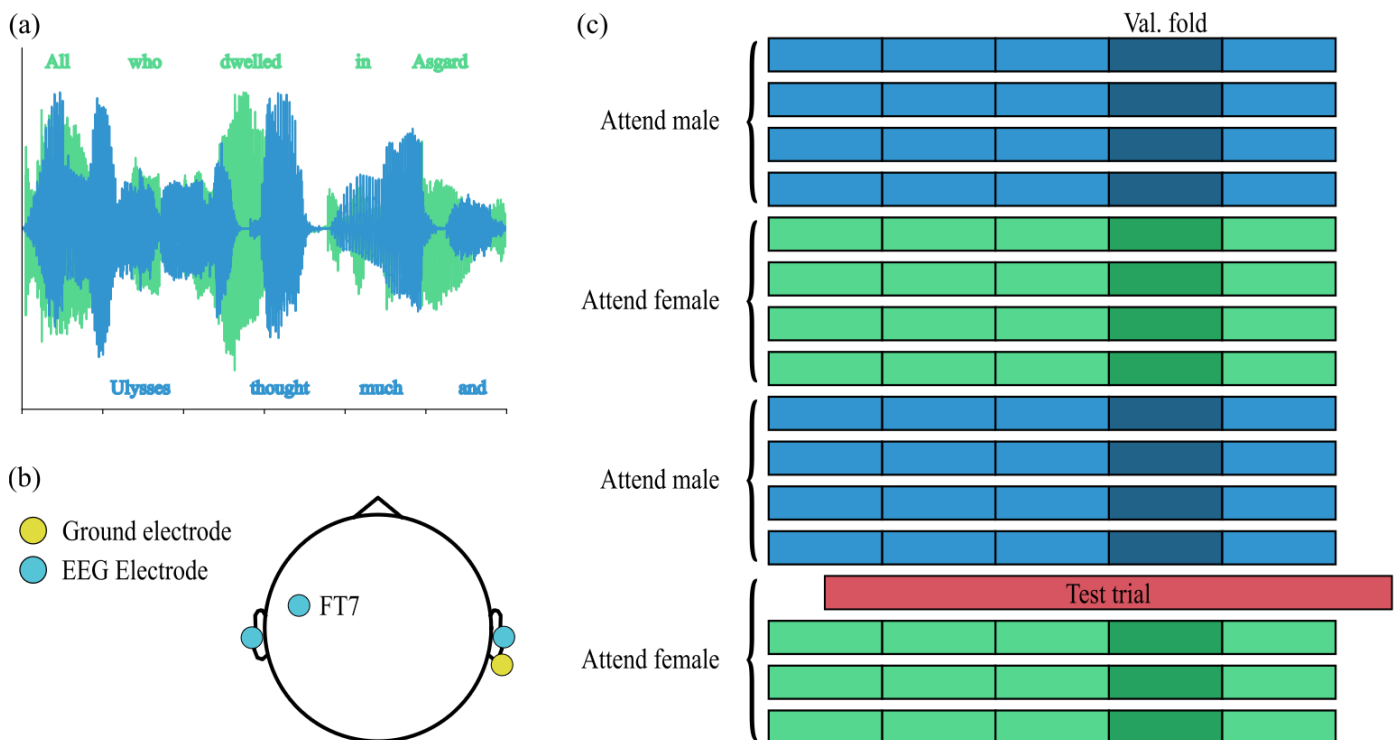 (a)
All who dwelled in Asgard
Ulysses thought much and
(b)
Ground electrode
EEG Electrode
FT7
(c)
Val. fold
Attend male
Attend female
Attend male
Test trial
Attend female